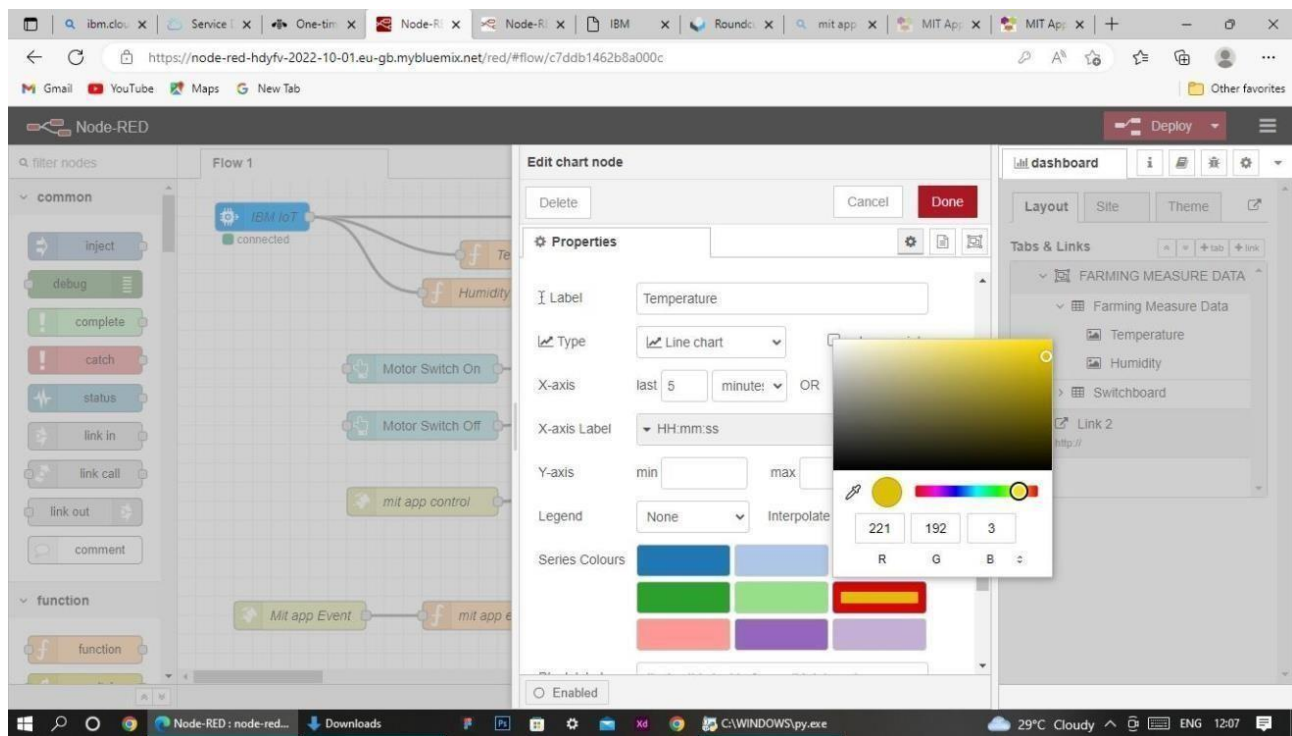 ibm.clou Service One-tim Node-R Node-RE IBM Roundc mit app MIT App MIT App
https://node-red-hdyfv-2022-10-01.eu-gb.mybluemix.net/red/#flow/c7ddb1462b8a000c
Gmail YouTube Maps New Tab Other favorites
Node-RED Deploy
filter nodes
common
inject
debug
complete
catch
status
link in
link call
link out
comment
function
function
Flow 1
IBM IoT
connected
Te
Humidity
Motor Switch On
Motor Switch Off
mit app control
Mit app Event mit app e
Edit chart node
Delete Cancel Done
Properties
Label Temperature
Type Line chart
X-axis last 5 minutes OR
X-axis Label HH:mm:ss
Y-axis min max
Legend None Interpolate
Series Colours
221 192 3
R G B
Enabled
dashboard
Layout Site Theme
Tabs & Links +tab +link
FARMING MEASURE DATA
Farming Measure Data
Temperature
Humidity
Switchboard
Link 2
http://
Node-RED : node-red... Downloads Ps Xd C:\WINDOWS\py.exe 29°C Cloudy ENG 12:07